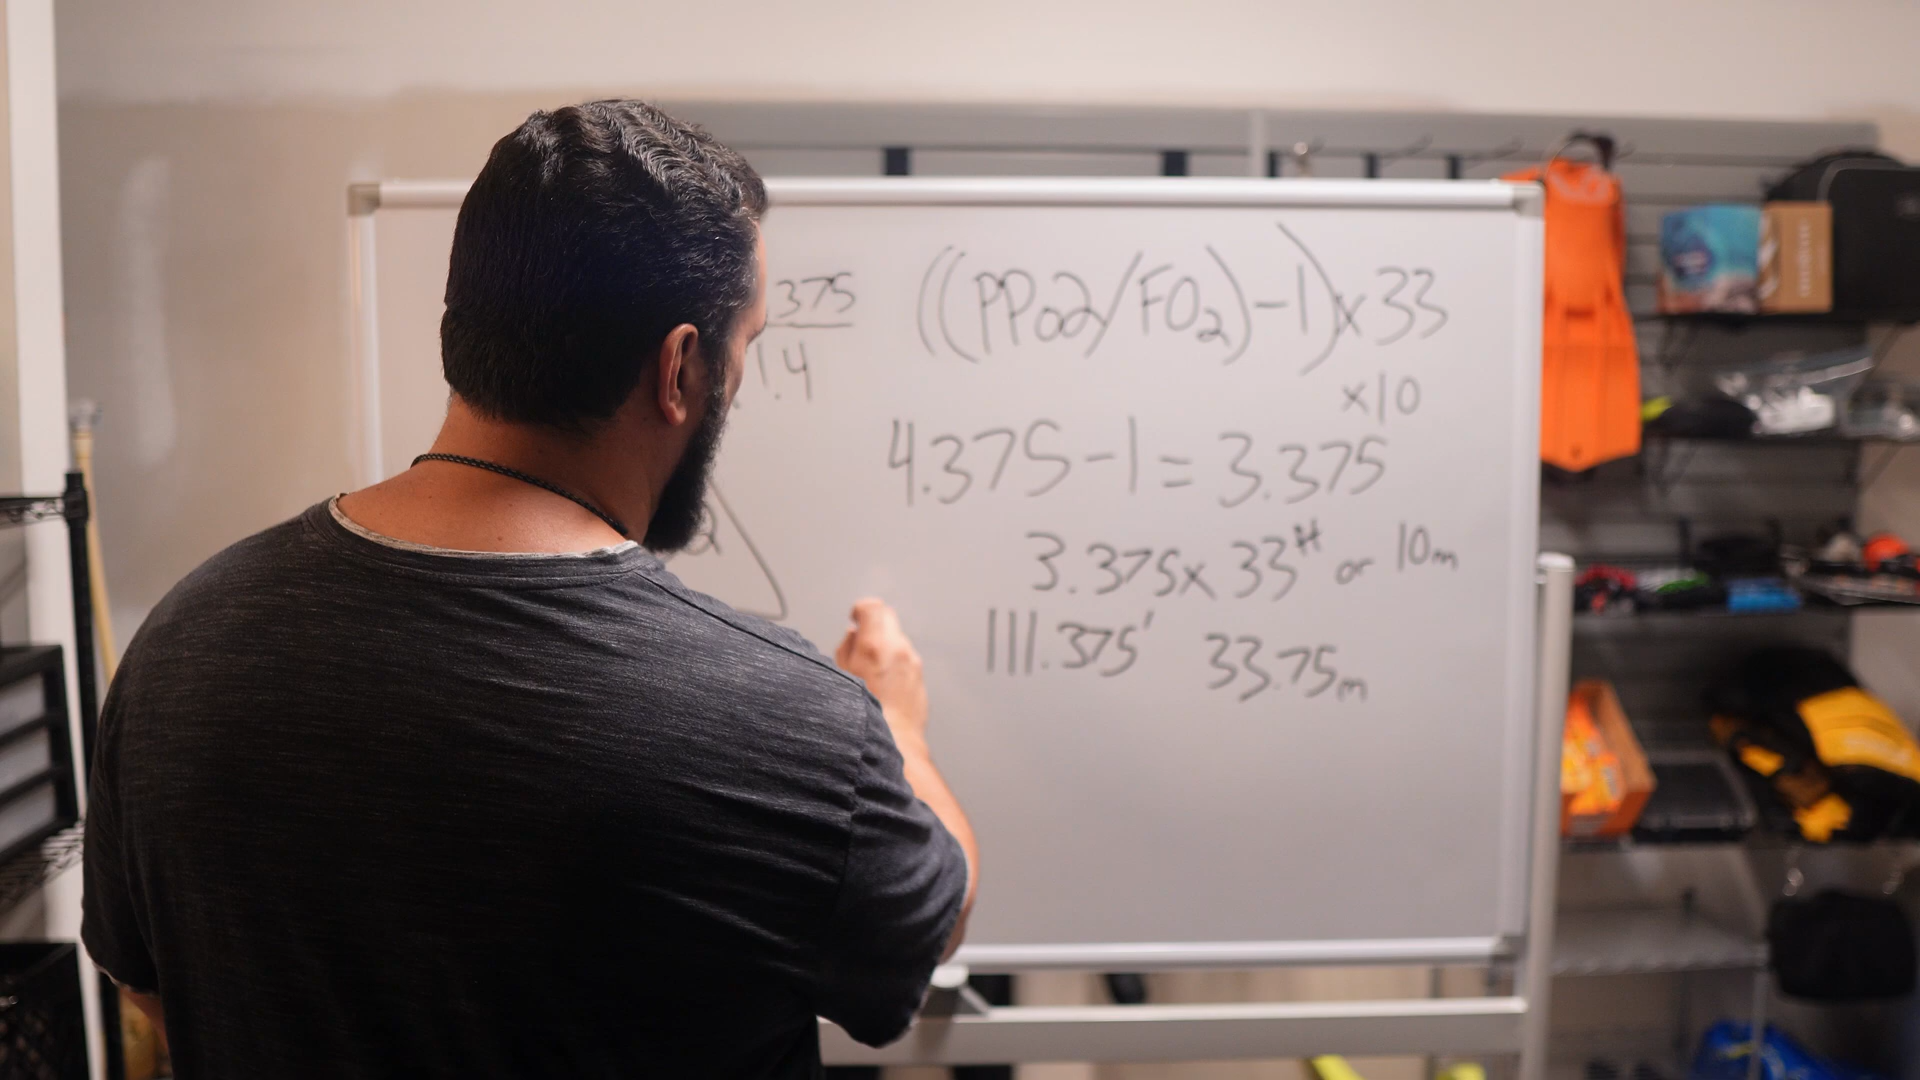 .375
1.4
((PPO2/FO2)-1)x33
x10
4.375-1=3.375
3.375x33ft or 10m
111.375' 33.75m